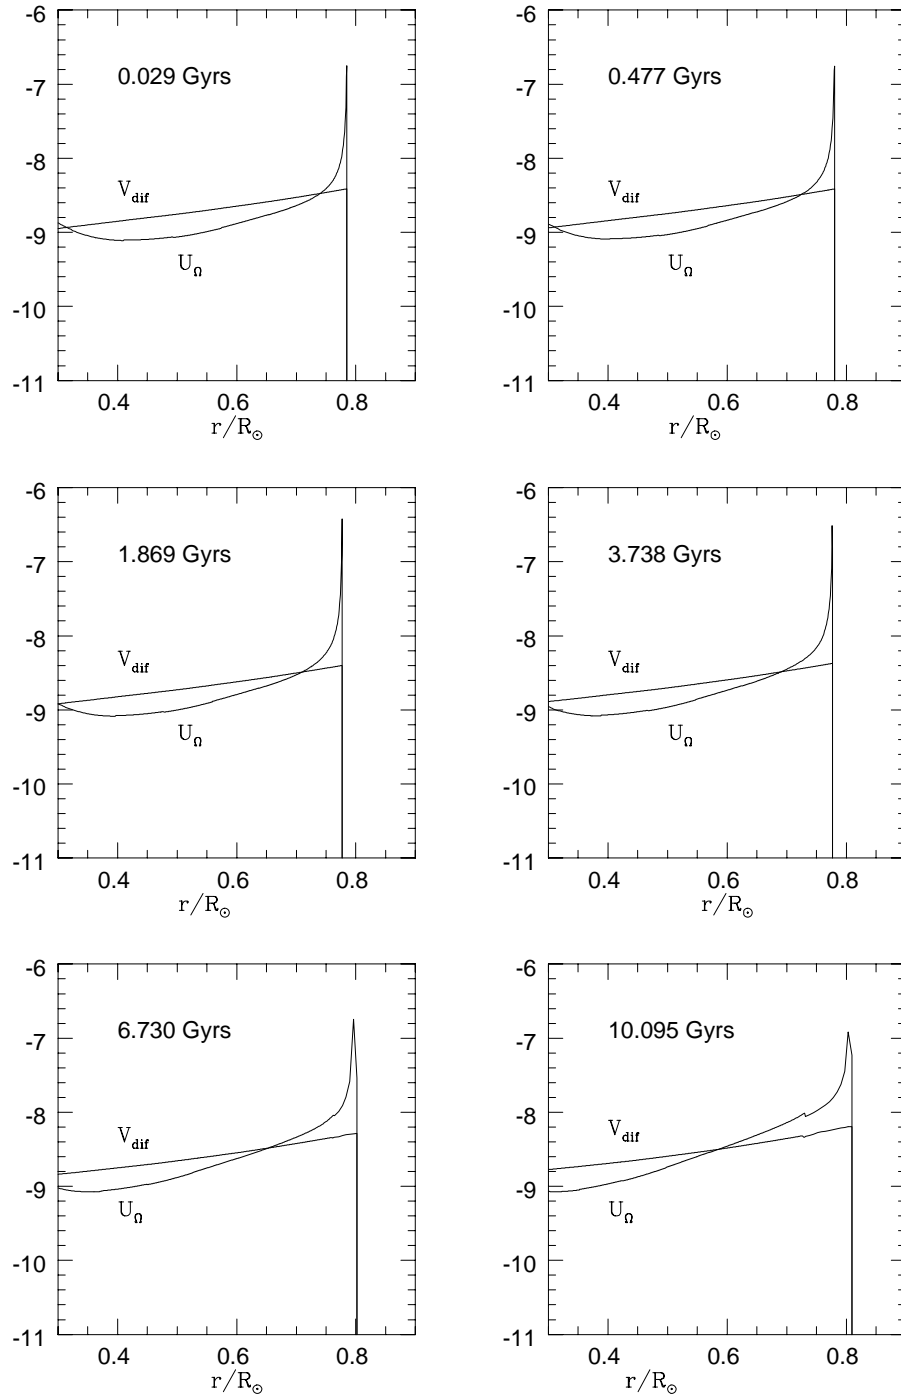 -6 -6
-7 0.029 Gyrs -7 0.477 Gyrs
-8 -8
V_dif V_dif
-9 -9
U_Ω U_Ω
-10 -10
-11 -11
0.4 0.6 0.8 0.4 0.6 0.8
r/R_⊙ r/R_⊙
-6 -6
1.869 Gyrs 3.738 Gyrs
-7 -7
-8 -8
V_dif V_dif
-9 -9
U_Ω U_Ω
-10 -10
-11 -11
0.4 0.6 0.8 0.4 0.6 0.8
r/R_⊙ r/R_⊙
-6 -6
6.730 Gyrs 10.095 Gyrs
-7 -7
-8 -8
V_dif V_dif
-9 -9
U_Ω U_Ω
-10 -10
-11 -11
0.4 0.6 0.8 0.4 0.6 0.8
r/R_⊙ r/R_⊙